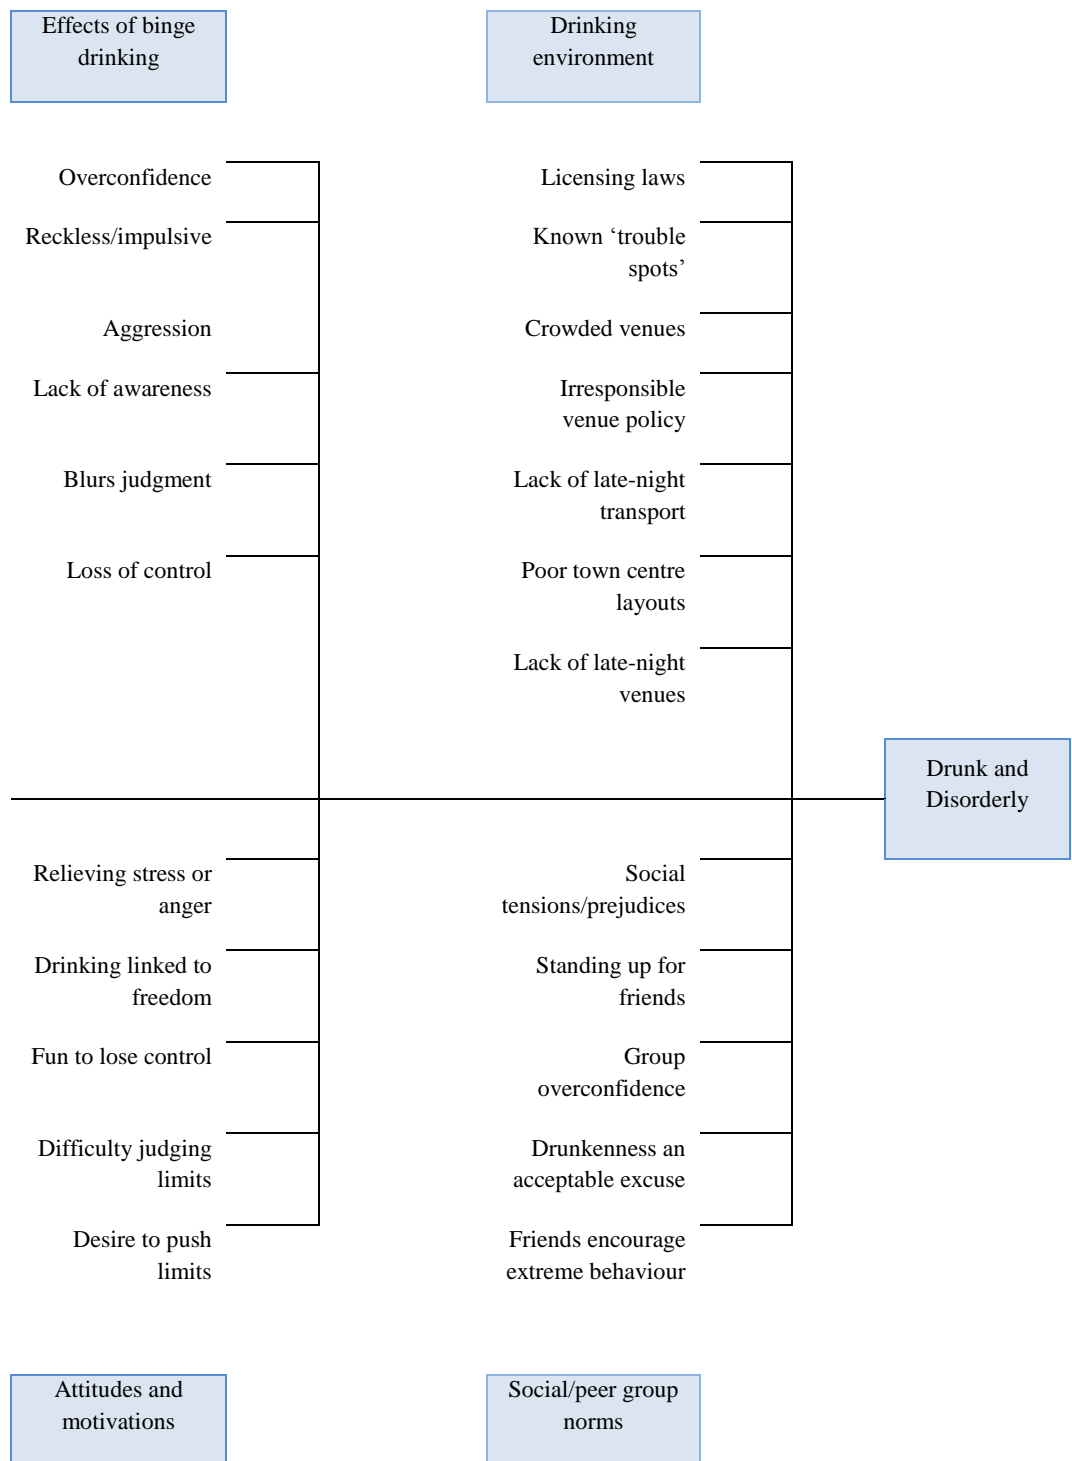 Effects of binge
drinking
Drinking
environment
Overconfidence
Reckless/impulsive
Aggression
Lack of awareness
Blurs judgment
Loss of control
Licensing laws
Known ‘trouble
spots’
Crowded venues
Irresponsible
venue policy
Lack of late-night
transport
Poor town centre
layouts
Lack of late-night
venues
Drunk and
Disorderly
Relieving stress or
anger
Drinking linked to
freedom
Fun to lose control
Difficulty judging
limits
Desire to push
limits
Social
tensions/prejudices
Standing up for
friends
Group
overconfidence
Drunkenness an
acceptable excuse
Friends encourage
extreme behaviour
Attitudes and
motivations
Social/peer group
norms